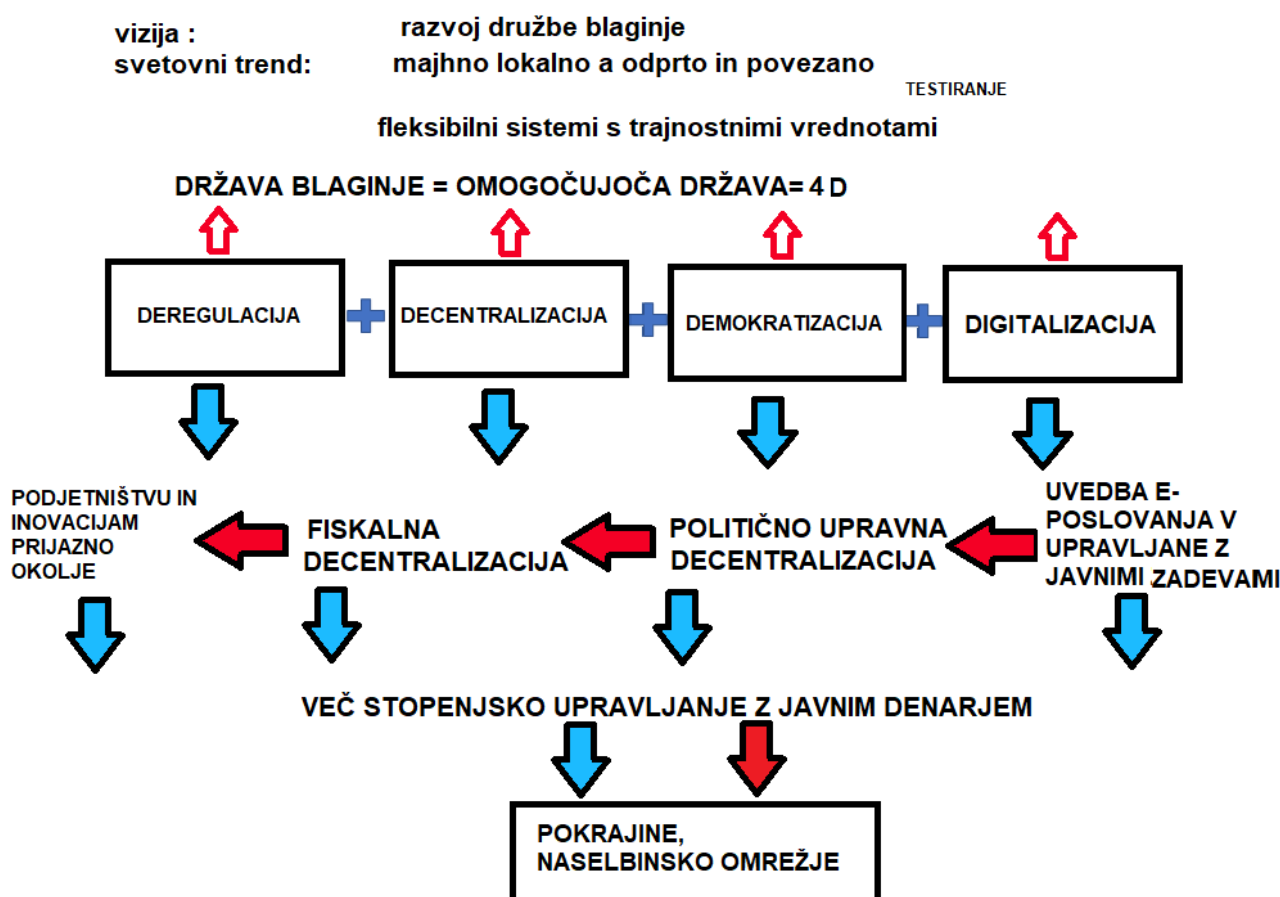 vizija : razvoj družbe blaginje
svetovni trend: majhno lokalno a odprto in povezano
TESTIRANJE
fleksibilni sistemi s trajnostnimi vrednotami
DRŽAVA BLAGINJE = OMOGOČUJOČA DRŽAVA= 4 D
DEREGULACIJA
DECENTRALIZACIJA
DEMOKRATIZACIJA
DIGITALIZACIJA
PODJETNIŠTVU IN
INOVACIJAM
PRIJAZNO
OKOLJE
FISKALNA
DECENTRALIZACIJA
POLITIČNO UPRAVNA
DECENTRALIZACIJA
UVEDBA E-
POSLOVANJA V
UPRAVLJANE Z
JAVNIMI ZADEVAMI
VEČ STOPENJSKO UPRAVLJANJE Z JAVNIM DENARJEM
POKRAJINE,
NASELBINSKO OMREŽJE